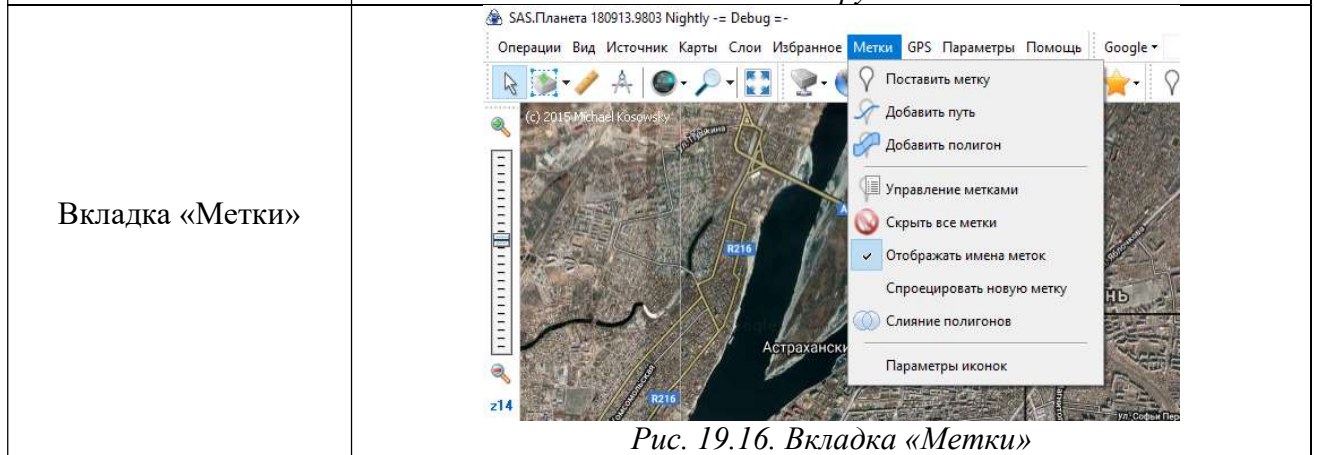 SAS.Планета 180913.9803 Nightly -= Debug =-
Операции Вид Источник Карты Слои Избранное Метки GPS Параметры Помощь Google
Поставить метку
(c) 2015 Michael Kosowsky
Добавить путь
Добавить полигон
Управление метками
Вкладка «Метки»
Скрыть все метки
R216
Отображать имена меток
Спроецировать новую метку
НЬ
Слияние полигонов
Астрахански
Параметры иконок
R216
z14
Рис. 19.16. Вкладка «Метки»